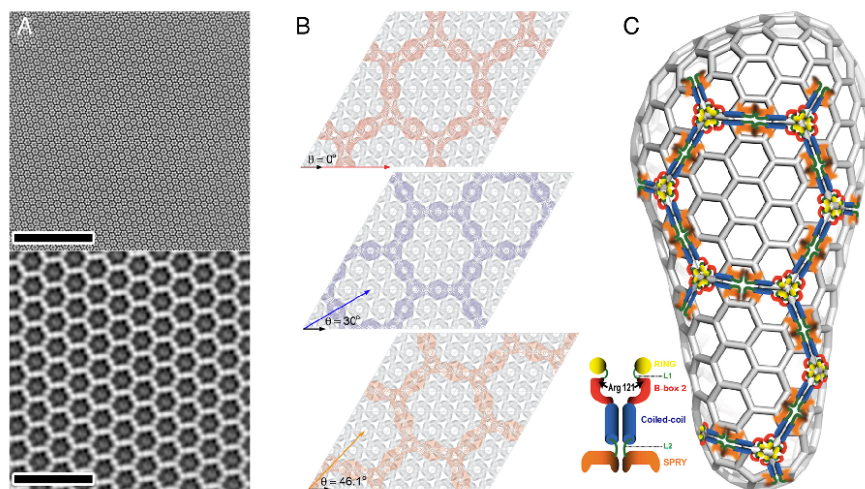 A
B
C
θ = 0°
θ = 30°
θ = 46.1°
RING
L1
Arg 121
B-box 2
Coiled-coil
L2
SPRY